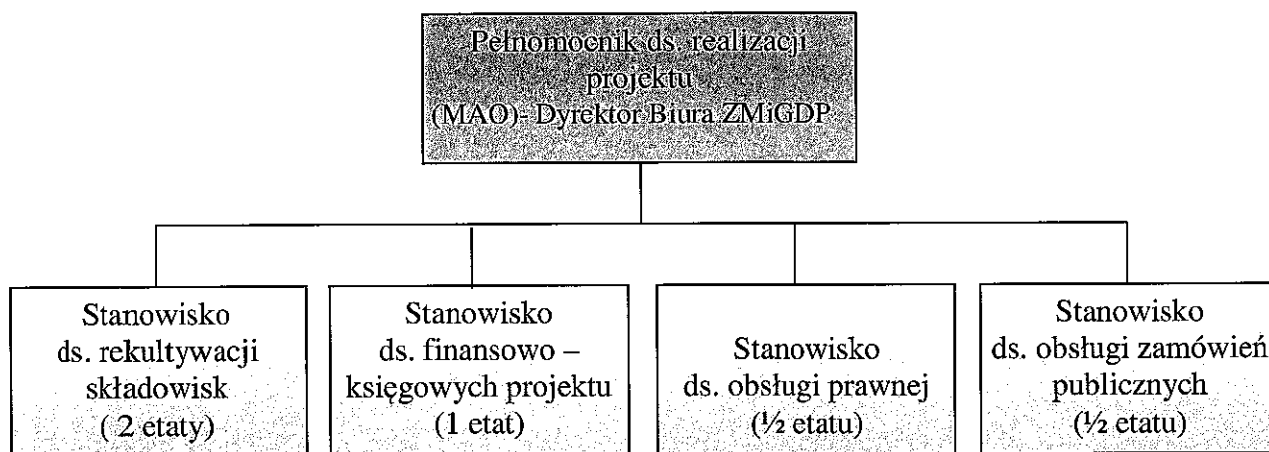 Pełnomocnik ds. realizacji
projektu
(MAO)- Dyrektor Biura ZMiGDP
Stanowisko
ds. rekultywacji
składowisk
( 2 etaty)
Stanowisko
ds. finansowo –
księgowych projektu
(1 etat)
Stanowisko
ds. obsługi prawnej
(½ etatu)
Stanowisko
ds. obsługi zamówień
publicznych
(½ etatu)